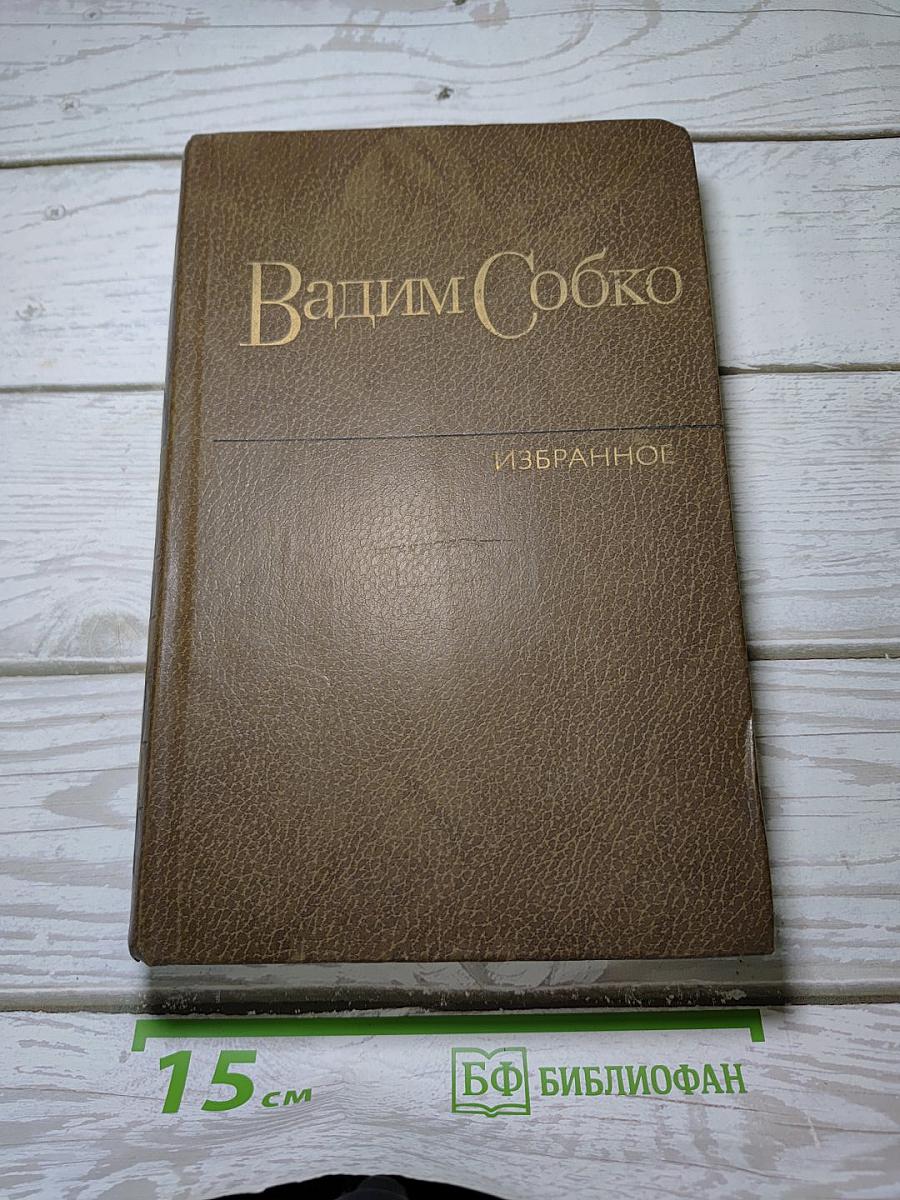 Вадим Собко
ИЗБРАННОЕ
15 см
БФ БИБЛИОФАН